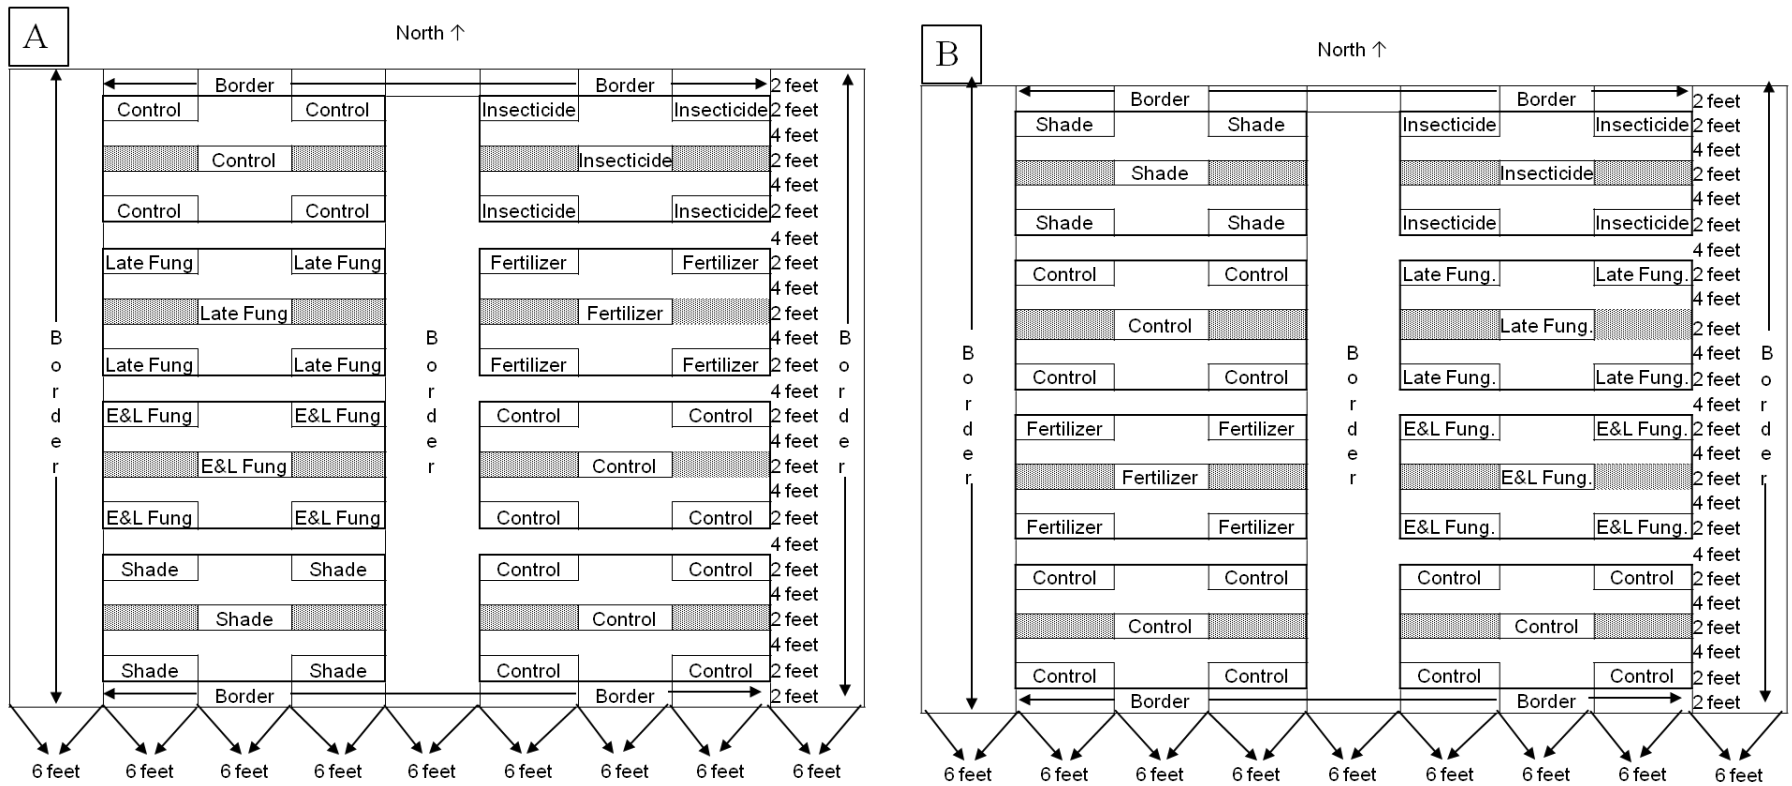 A
North ↑
Border Border 2 feet
Control Control Insecticide Insecticide 2 feet
4 feet
Control Insecticide 2 feet
4 feet
Control Control Insecticide Insecticide 2 feet
4 feet
Late Fung Late Fung Fertilizer Fertilizer 2 feet
4 feet
Late Fung Fertilizer 2 feet
4 feet
Late Fung Late Fung Fertilizer Fertilizer 2 feet
4 feet
E&L Fung E&L Fung Control Control 2 feet
4 feet
E&L Fung Control 2 feet
4 feet
E&L Fung E&L Fung Control Control 2 feet
4 feet
Shade Shade Control Control 2 feet
4 feet
Shade Control 2 feet
4 feet
Shade Shade Control Control 2 feet
Border Border 2 feet
Border
Border
Border
6 feet 6 feet 6 feet 6 feet 6 feet 6 feet 6 feet 6 feet 6 feet
B
North ↑
Border Border 2 feet
Shade Shade Insecticide Insecticide 2 feet
4 feet
Shade Insecticide 2 feet
4 feet
Shade Shade Insecticide Insecticide 2 feet
4 feet
Control Control Late Fung. Late Fung. 2 feet
4 feet
Control Late Fung. 2 feet
4 feet
Control Control Late Fung. Late Fung. 2 feet
4 feet
Fertilizer Fertilizer E&L Fung. E&L Fung. 2 feet
4 feet
Fertilizer E&L Fung. 2 feet
4 feet
Fertilizer Fertilizer E&L Fung. E&L Fung. 2 feet
4 feet
Control Control Control Control 2 feet
4 feet
Control Control 2 feet
4 feet
Control Control Control Control 2 feet
Border Border 2 feet
Border
Border
Border
6 feet 6 feet 6 feet 6 feet 6 feet 6 feet 6 feet 6 feet 6 feet